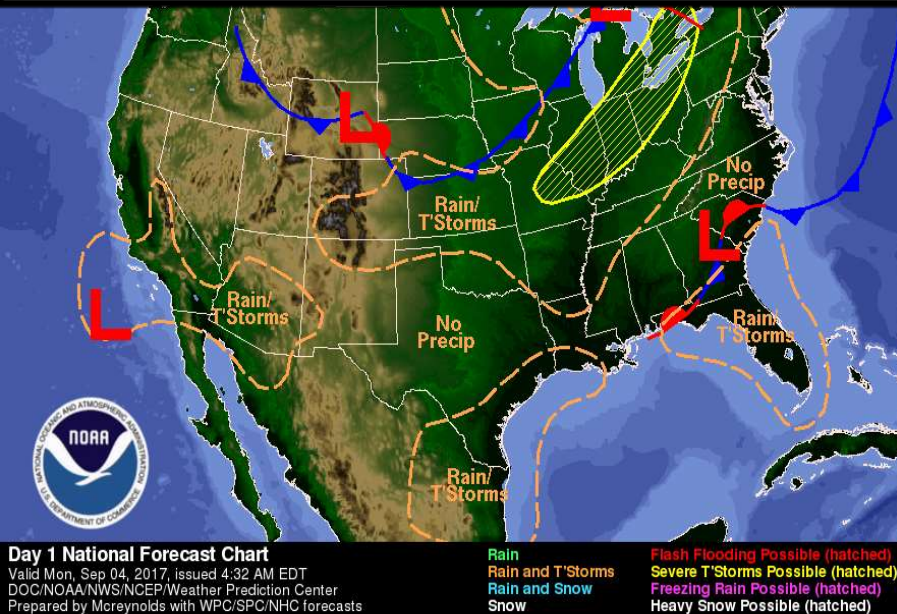 L
L
Rain/
T'Storms
No
Precip
L
L
Rain/
T'Storms
No
Precip
Rain/
T'Storms
Rain/
T'Storms
NATIONAL OCEANIC AND ATMOSPHERIC ADMINISTRATION
NOAA
U.S. DEPARTMENT OF COMMERCE
Day 1 National Forecast Chart
Valid Mon, Sep 04, 2017, issued 4:32 AM EDT
DOC/NOAA/NWS/NCEP/Weather Prediction Center
Prepared by Mcreynolds with WPC/SPC/NHC forecasts
Rain
Rain and T'Storms
Rain and Snow
Snow
Flash Flooding Possible (hatched)
Severe T'Storms Possible (hatched)
Freezing Rain Possible (hatched)
Heavy Snow Possible (hatched)